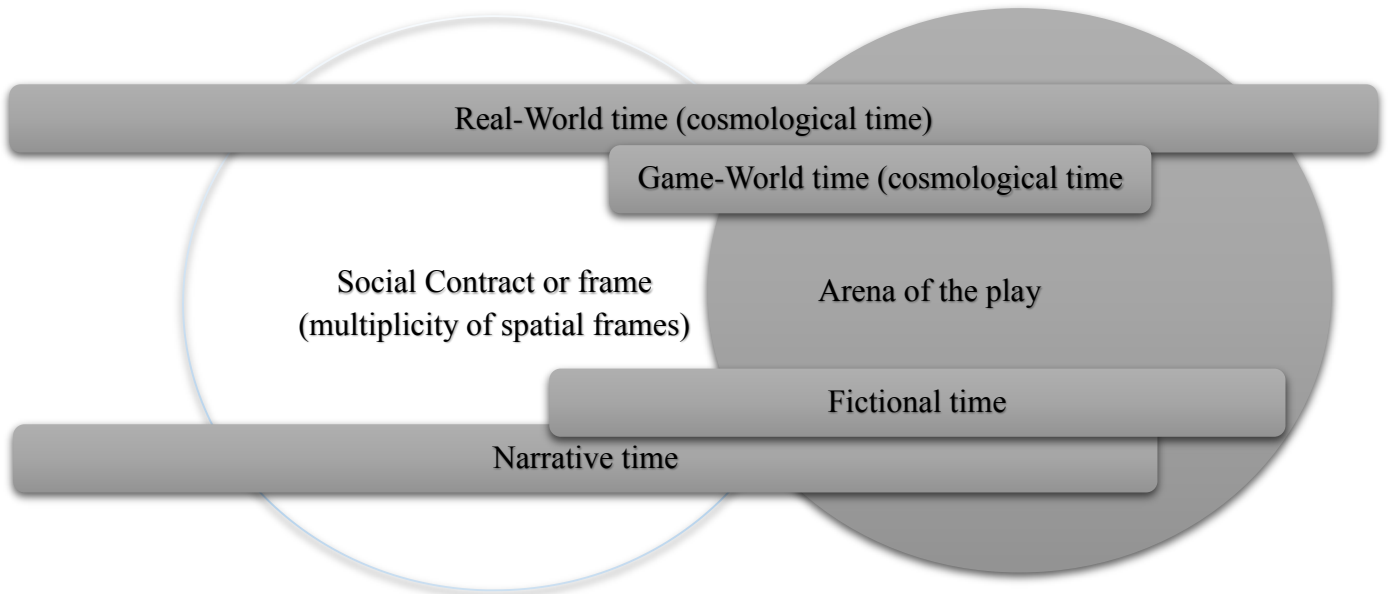 Real-World time (cosmological time)
Game-World time (cosmological time
Social Contract or frame
(multiplicity of spatial frames)
Arena of the play
Fictional time
Narrative time